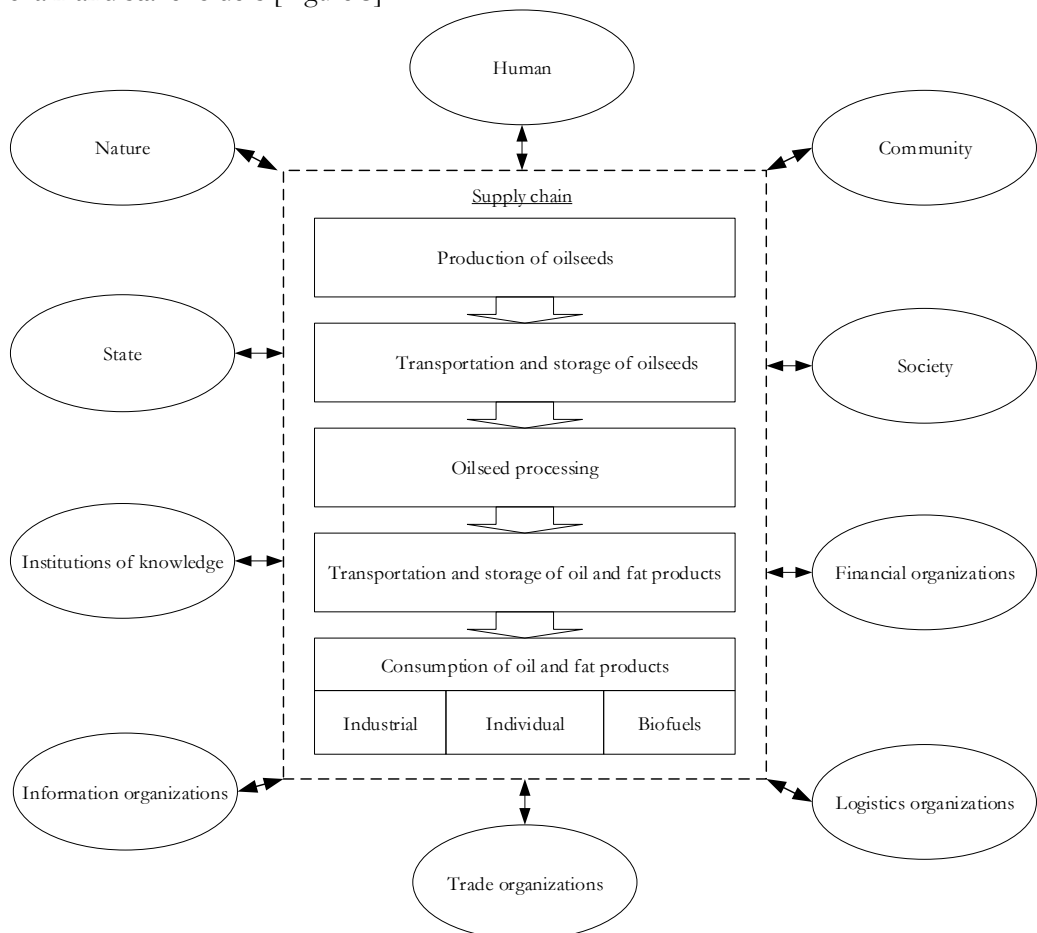 Human
Nature
Community
Supply chain
Production of oilseeds
State
Transportation and storage of oilseeds
Society
Oilseed processing
Institutions of knowledge
Transportation and storage of oil and fat products
Financial organizations
Consumption of oil and fat products
Industrial
Individual
Biofuels
Information organizations
Logistics organizations
Trade organizations